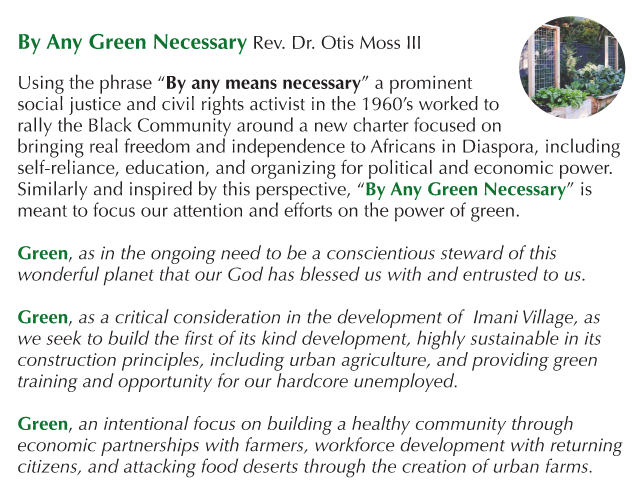 By Any Green Necessary Rev. Dr. Otis Moss III
Using the phrase “By any means necessary” a prominent
social justice and civil rights activist in the 1960’s worked to
rally the Black Community around a new charter focused on
bringing real freedom and independence to Africans in Diaspora, including
self-reliance, education, and organizing for political and economic power.
Similarly and inspired by this perspective, “By Any Green Necessary” is
meant to focus our attention and efforts on the power of green.
Green, as in the ongoing need to be a conscientious steward of this
wonderful planet that our God has blessed us with and entrusted to us.
Green, as a critical consideration in the development of Imani Village, as
we seek to build the first of its kind development, highly sustainable in its
construction principles, including urban agriculture, and providing green
training and opportunity for our hardcore unemployed.
Green, an intentional focus on building a healthy community through
economic partnerships with farmers, workforce development with returning
citizens, and attacking food deserts through the creation of urban farms.